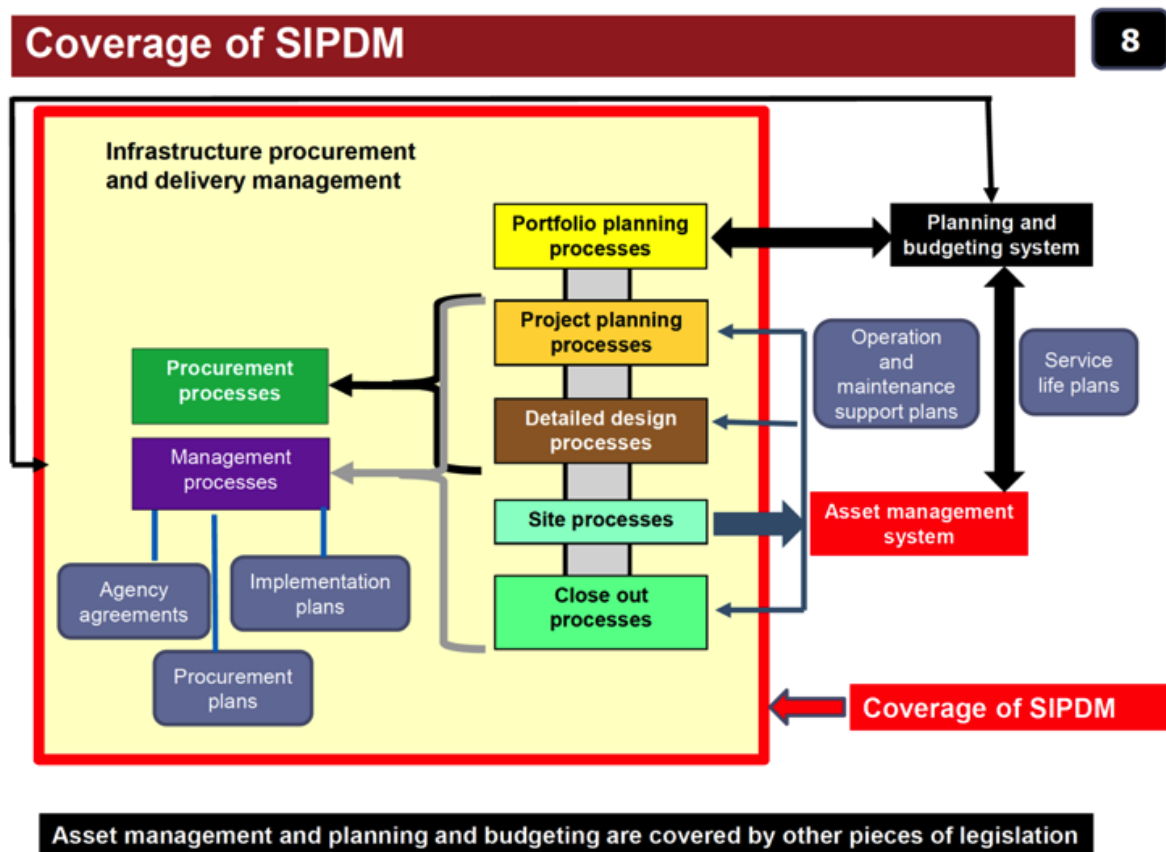 Coverage of SIPDM
8
Infrastructure procurement
and delivery management
Portfolio planning
processes
Planning and
budgeting system
Project planning
processes
Operation
and
maintenance
support plans
Service
life plans
Procurement
processes
Detailed design
processes
Management
processes
Site processes
Asset management
system
Agency
agreements
Implementation
plans
Close out
processes
Procurement
plans
Coverage of SIPDM
Asset management and planning and budgeting are covered by other pieces of legislation